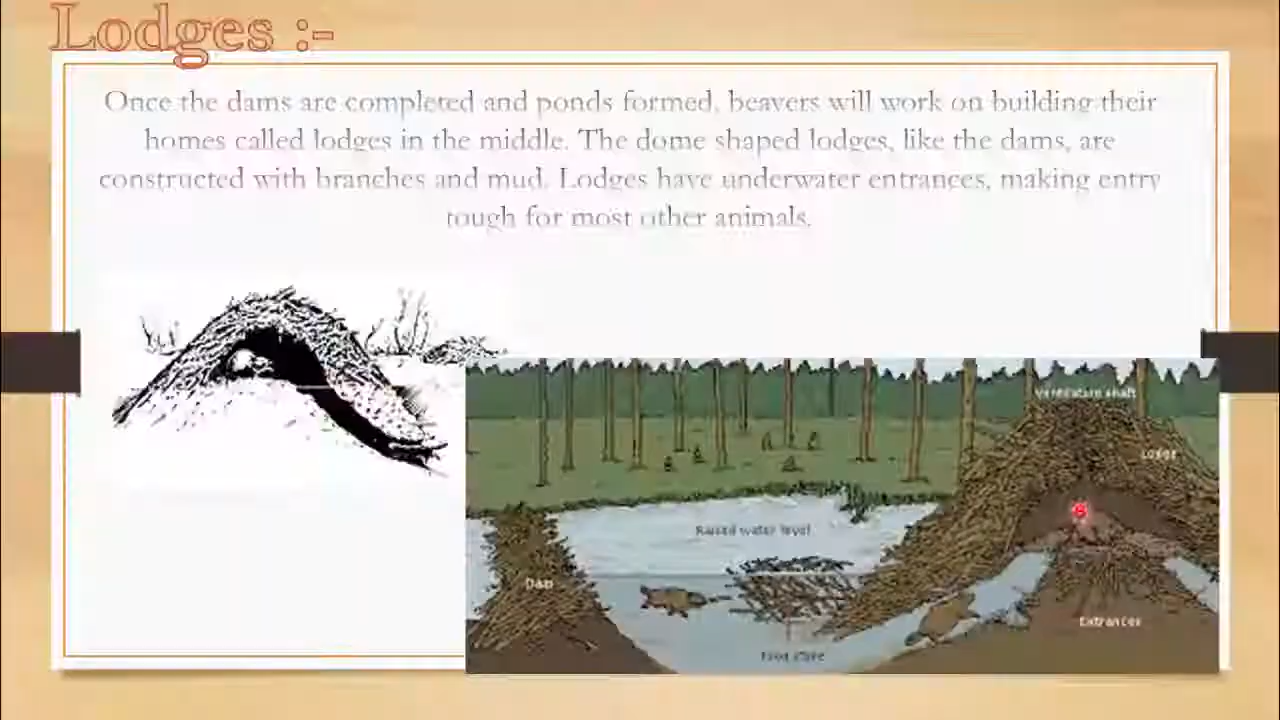 Lodges :-
Once the dams are completed and ponds formed, beavers will work on building their
homes called lodges in the middle. The dome shaped lodges, like the dams, are
constructed with branches and mud. Lodges have underwater entrances, making entry
tough for most other animals.
Ventilature shaft
Lodge
Raised water level
Dam
Entrances
Food store